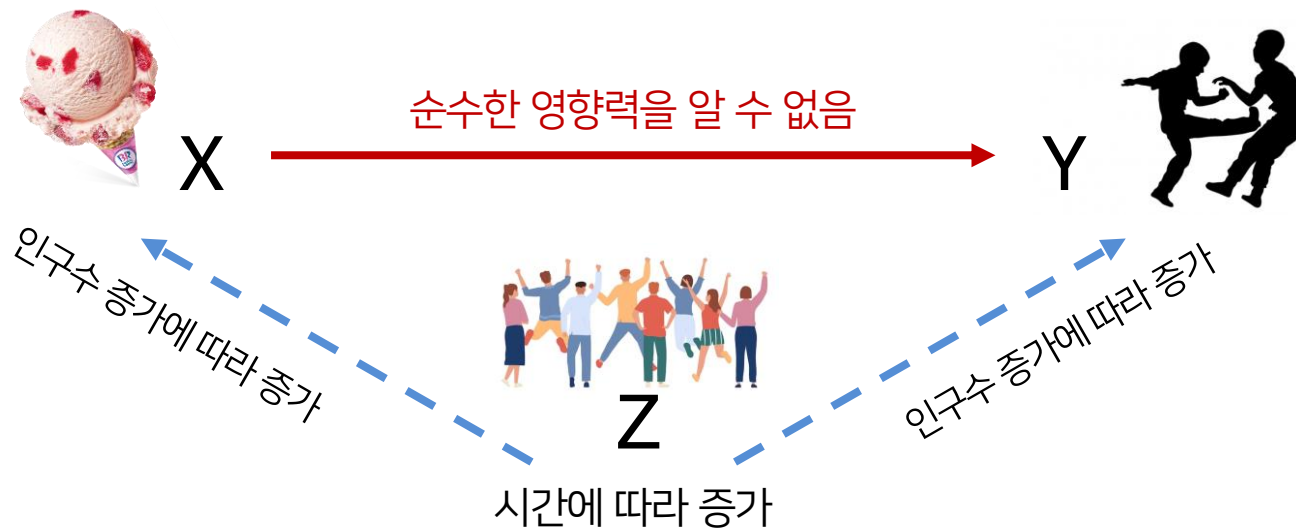 순수한 영향력을 알 수 없음
X
Y
BR
인구수 증가에 따라 증가
인구수 증가에 따라 증가
Z
시간에 따라 증가